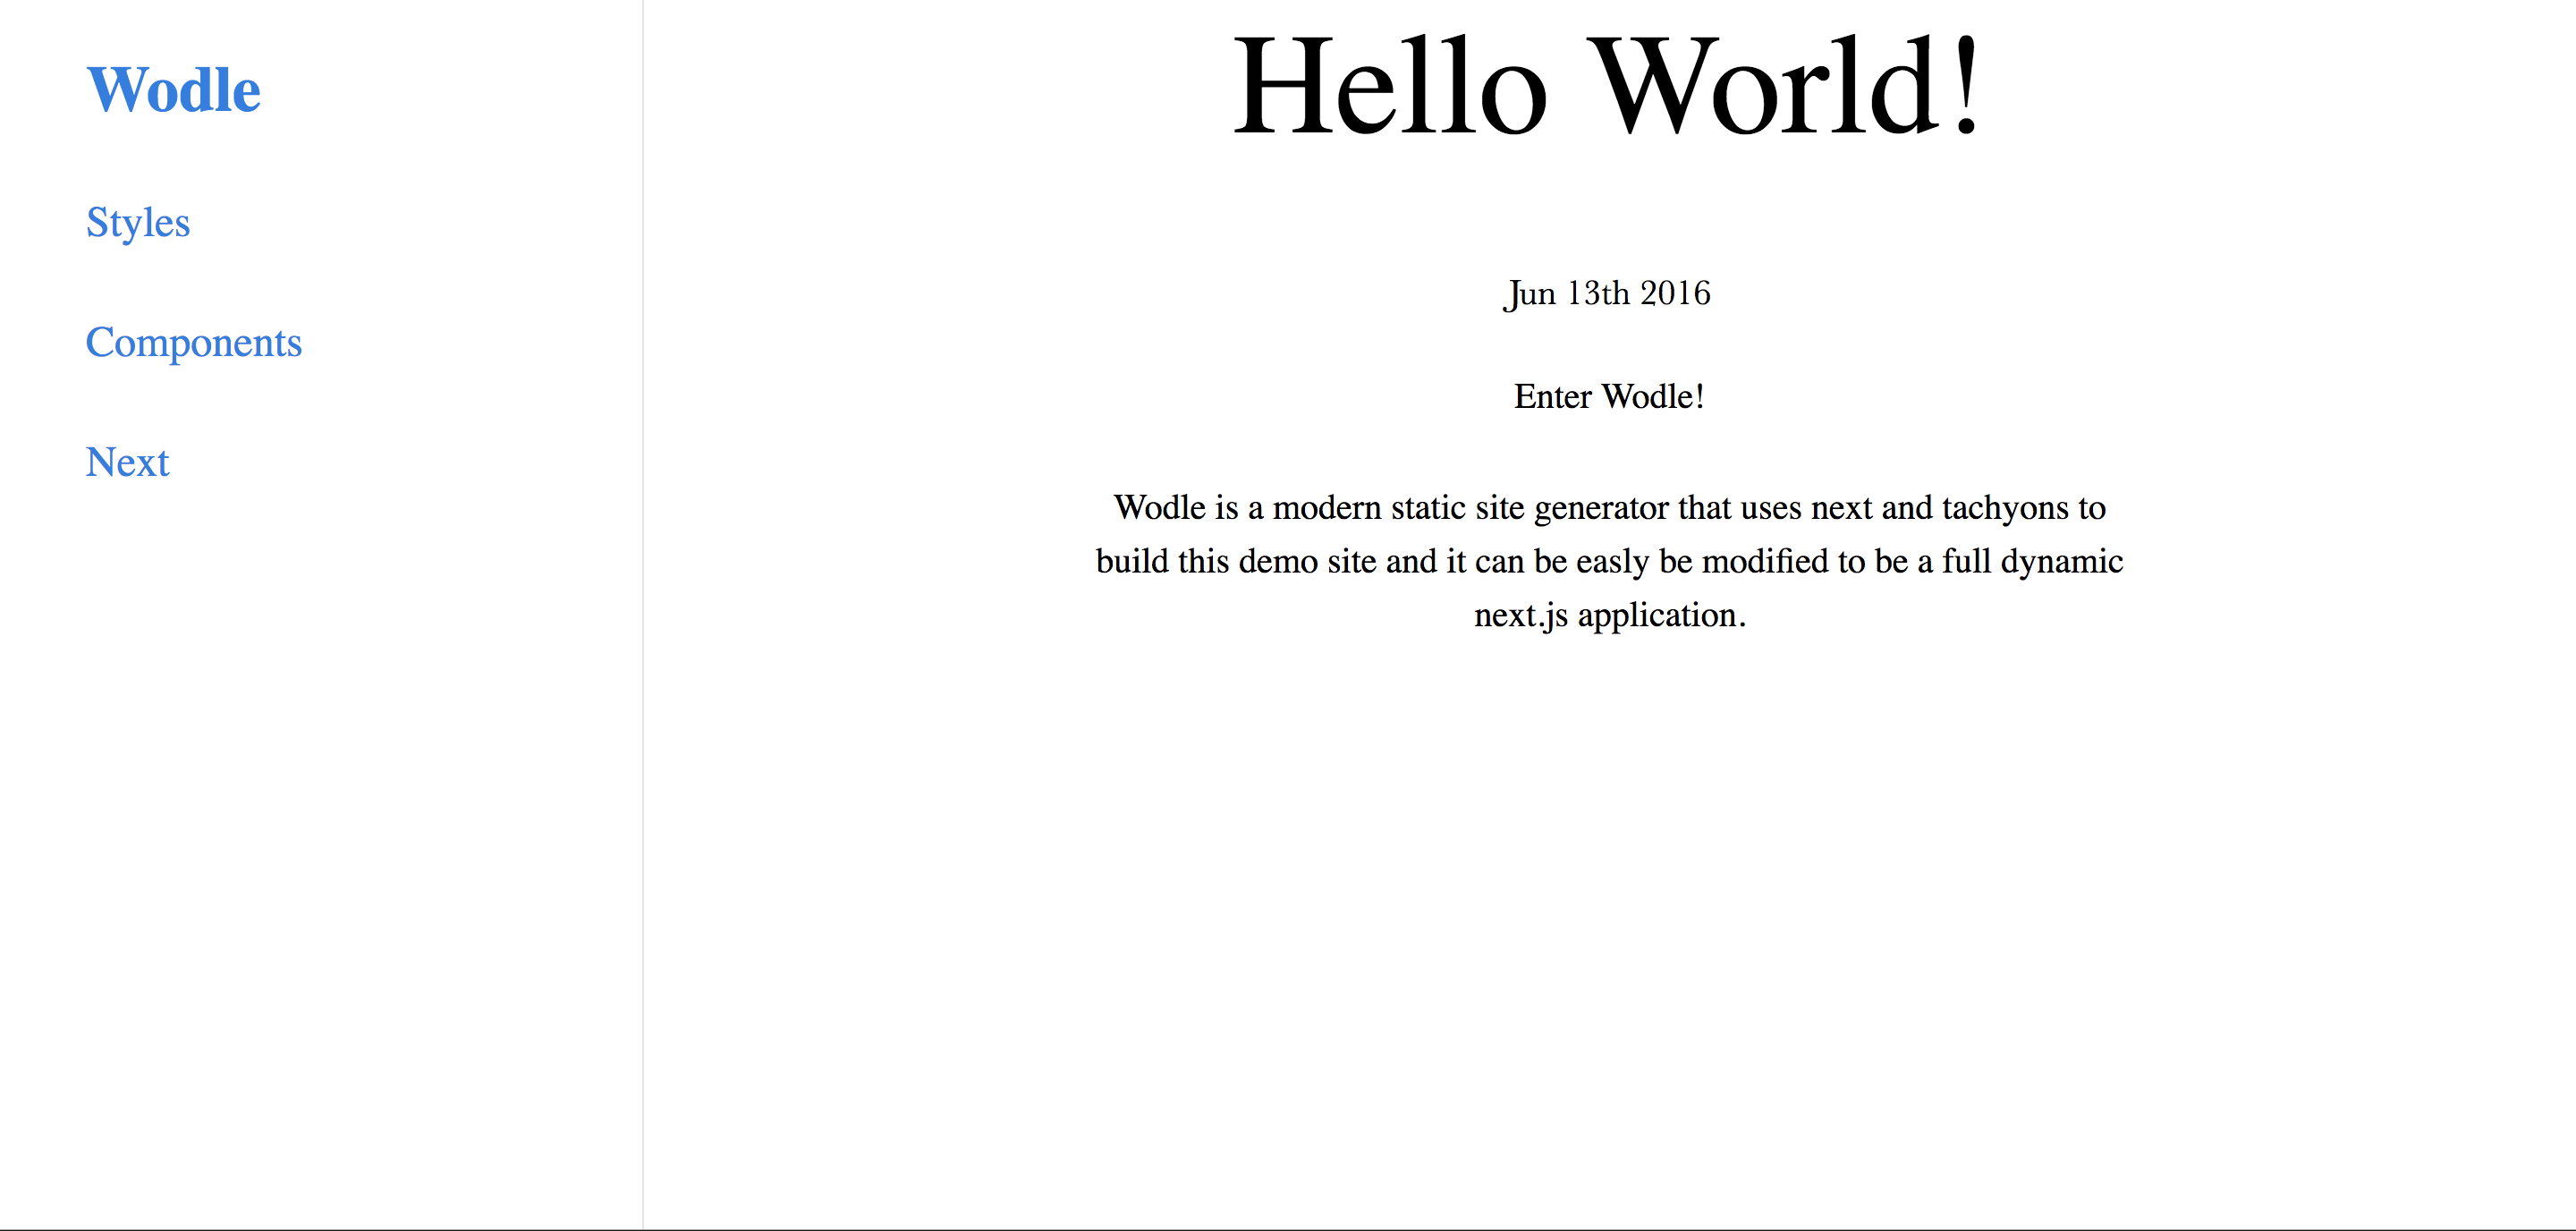 Wodle
Styles
Components
Next
Hello World!
Jun 13th 2016
Enter Wodle!
Wodle is a modern static site generator that uses next and tachyons to
build this demo site and it can be easly be modified to be a full dynamic
next.js application.